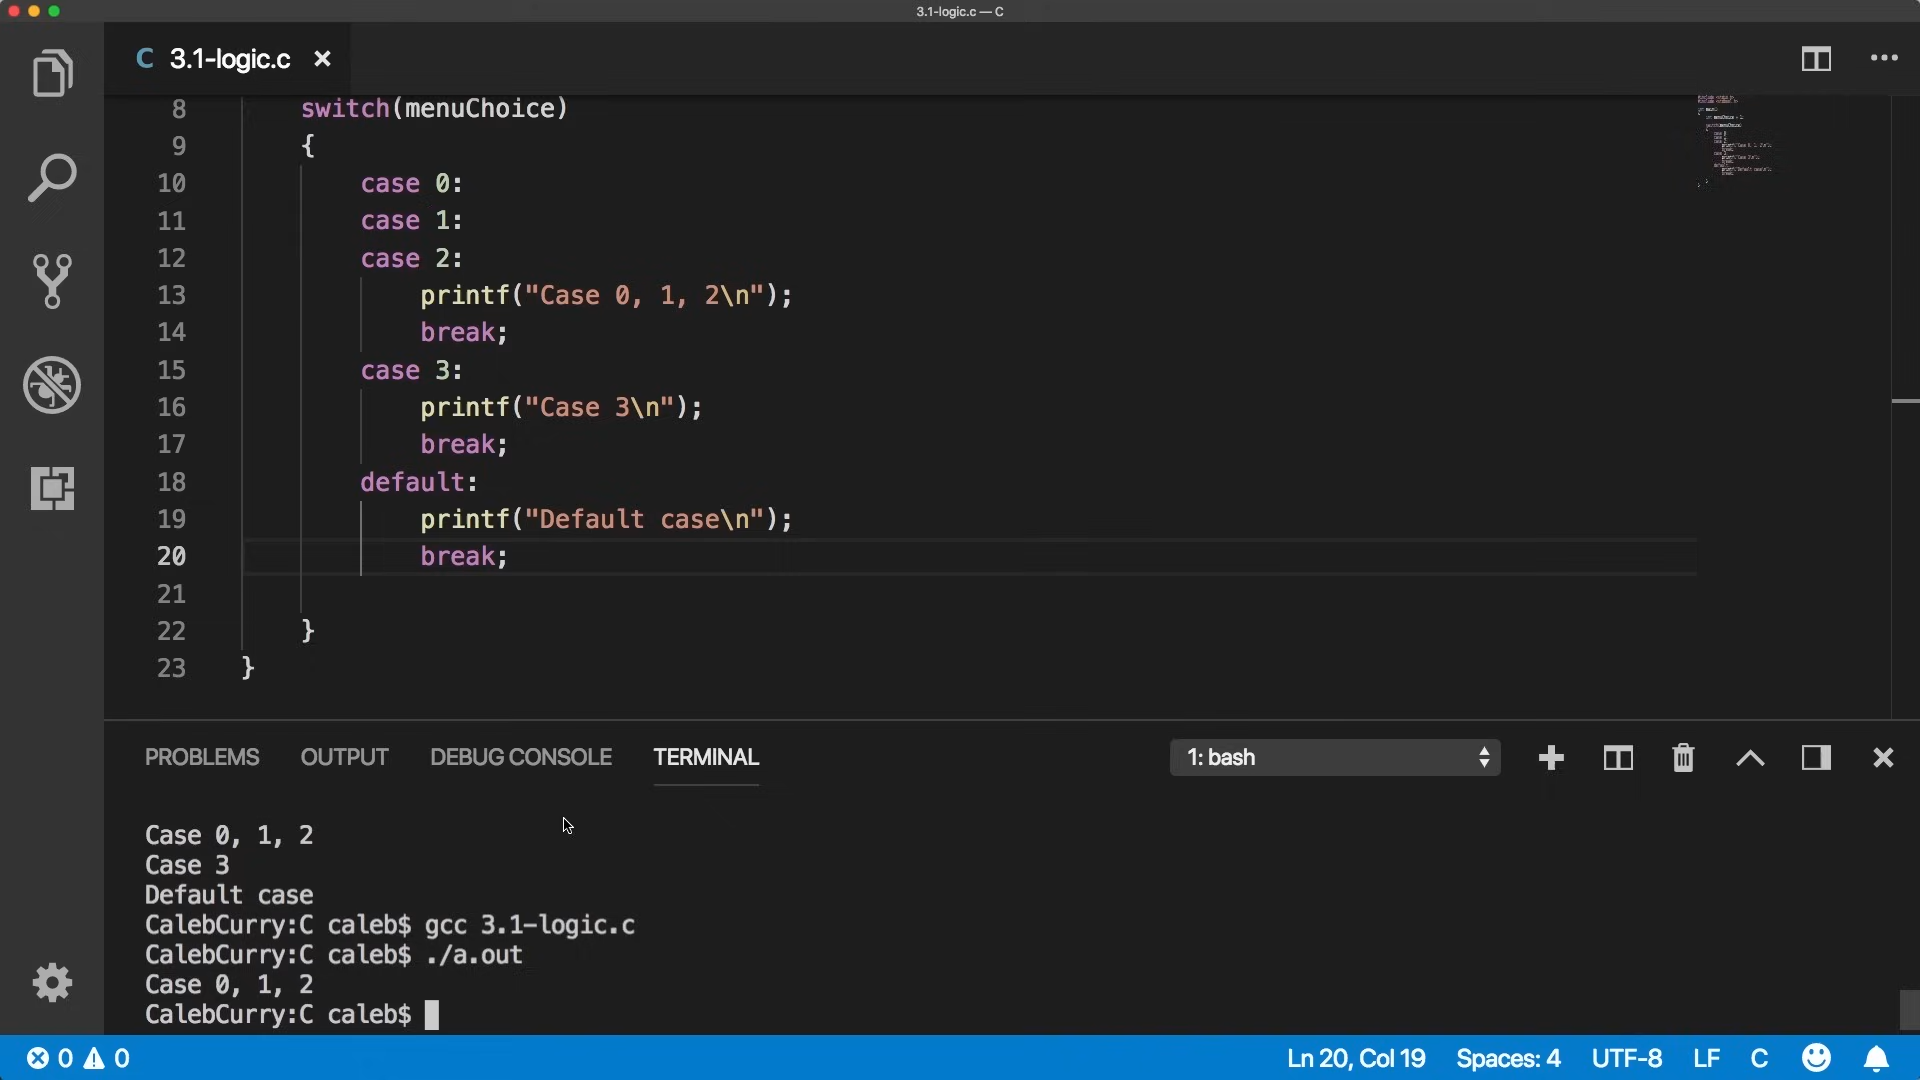 3.1-logic.c — C
C 3.1-logic.c
8 switch(menuChoice)
9 {
10 case 0:
11 case 1:
12 case 2:
13 printf("Case 0, 1, 2\n");
14 break;
15 case 3:
16 printf("Case 3\n");
17 break;
18 default:
19 printf("Default case\n");
20 break;
21
22 }
23 }
PROBLEMS OUTPUT DEBUG CONSOLE TERMINAL 1: bash
Case 0, 1, 2
Case 3
Default case
CalebCurry:C caleb$ gcc 3.1-logic.c
CalebCurry:C caleb$ ./a.out
Case 0, 1, 2
CalebCurry:C caleb$
0 0 Ln 20, Col 19 Spaces: 4 UTF-8 LF C